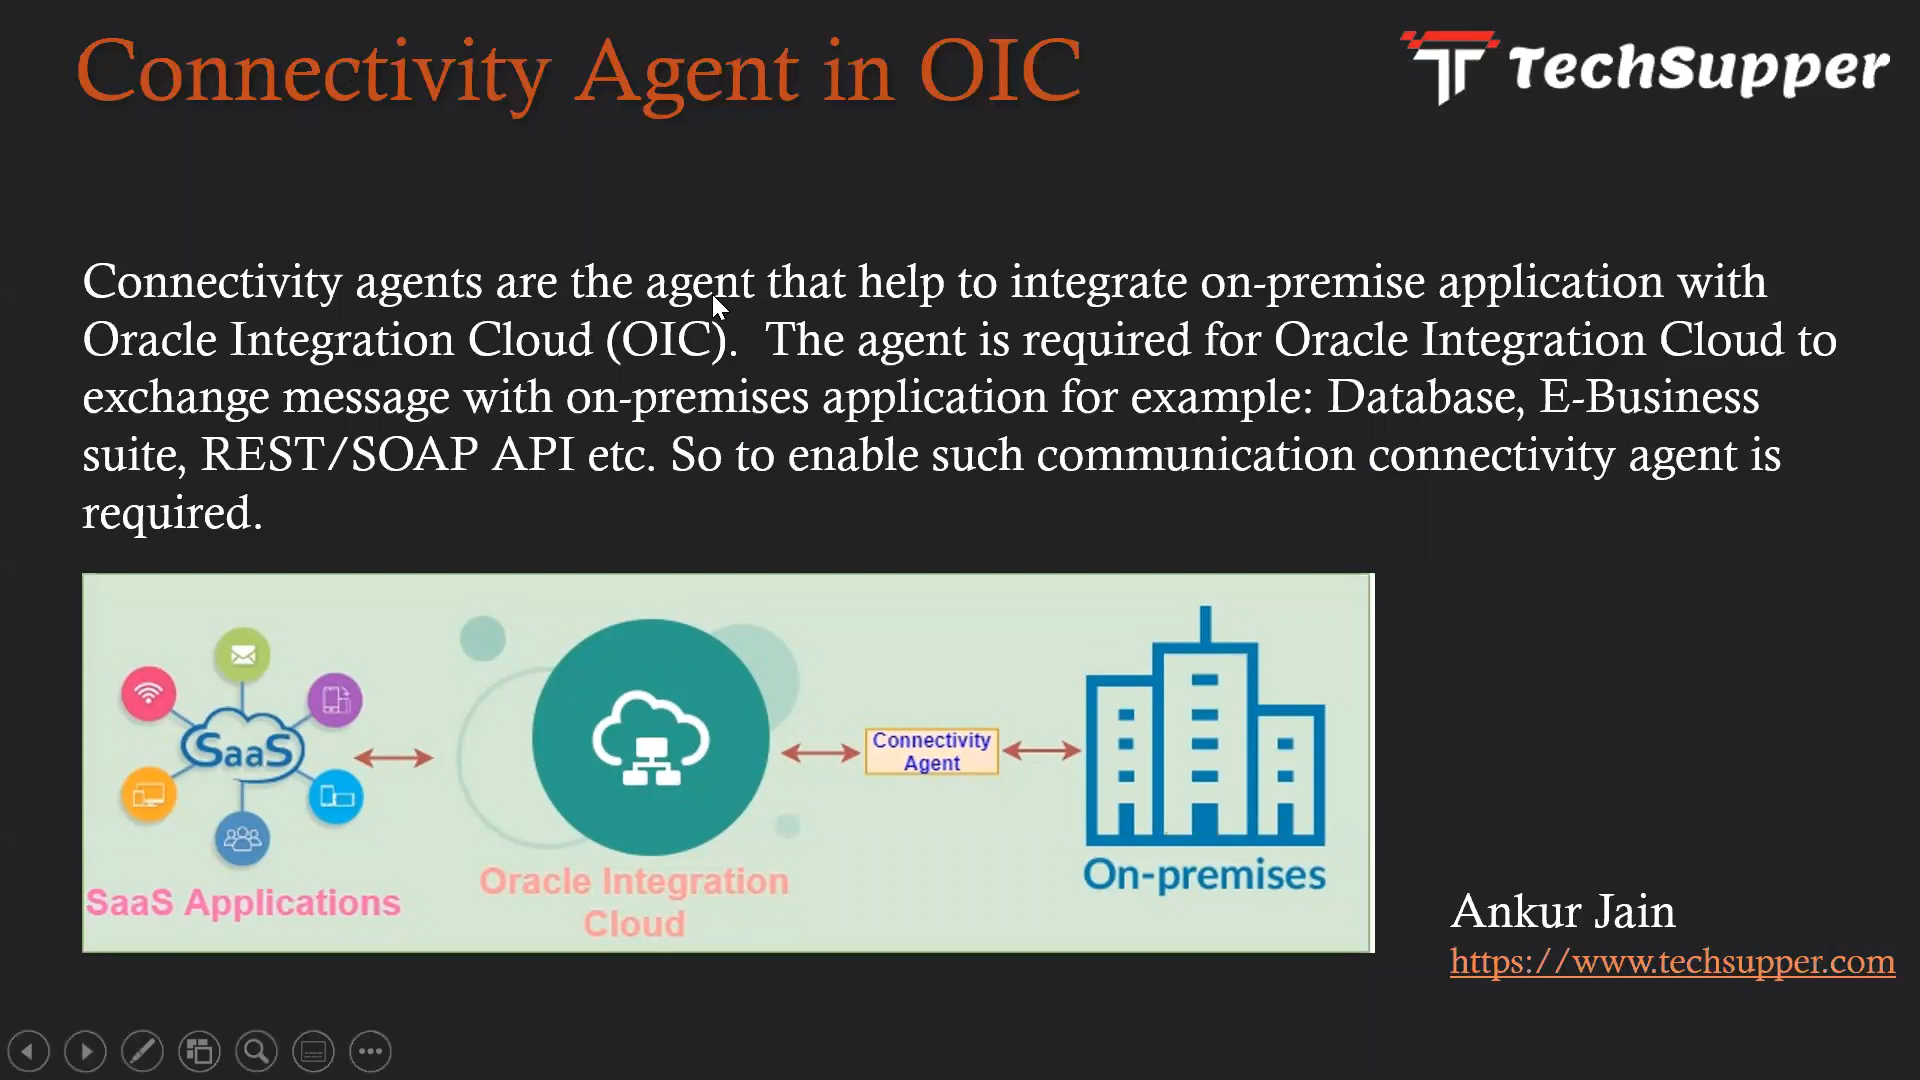 Connectivity Agent in OIC
TechSupper
Connectivity agents are the agent that help to integrate on-premise application with
Oracle Integration Cloud (OIC).  The agent is required for Oracle Integration Cloud to
exchange message with on-premises application for example: Database, E-Business
suite, REST/SOAP API etc. So to enable such communication connectivity agent is
required.
SaaS
SaaS Applications
Oracle Integration
Cloud
Connectivity
Agent
On-premises
Ankur Jain
https://www.techsupper.com